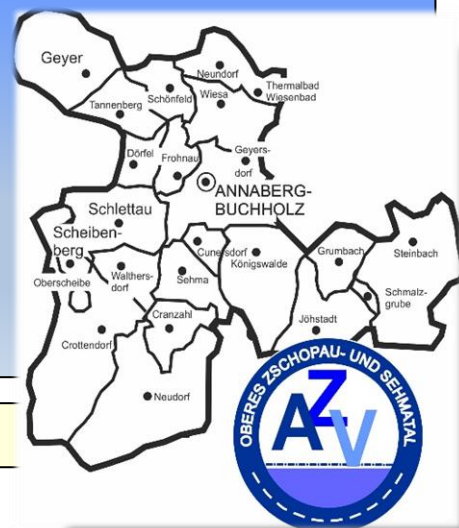 Geyer
Neundorf
Thermalbad
Wiesenbad
Schönfeld
Wiesa
Tannenberg
Dörfel
Frohnau
Geyers-
dorf
ANNABERG-
BUCHHOLZ
Schlettau
Scheiben-
berg
Cunersdorf
Königswalde
Grumbach
Steinbach
Oberscheibe
Walthers-
dorf
Sehma
Schmalz-
grube
Cranzahl
Jöhstadt
Crottendorf
Neudorf
OBERES ZSCHOPAU- UND SEHMATAL
AZV